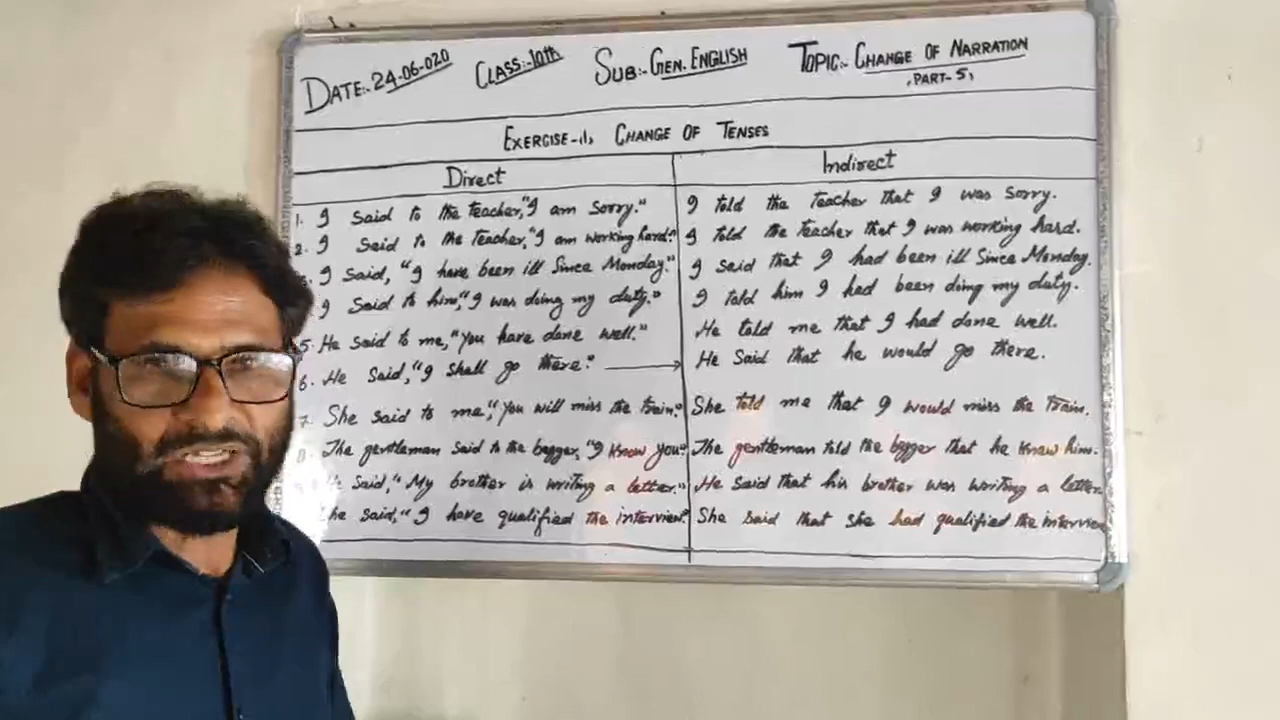 DATE:- 24-06-020 CLASS:- 10th SUB:- GEN. ENGLISH TOPIC:- CHANGE OF NARRATION
(PART-5)
EXERCISE-1, CHANGE OF TENSES
Direct Indirect
1. I said to the teacher, "I am sorry." I told the teacher that I was sorry.
2. I said to the teacher, "I am working hard." I told the teacher that I was working hard.
I said, "I have been ill since Monday." I said that I had been ill since Monday.
I said to him, "I was doing my duty." I told him I had been doing my duty.
5. He said to me, "You have done well." He told me that I had done well.
6. He said, "I shall go there." → He said that he would go there.
7. She said to me, "You will miss the train." She told me that I would miss the train.
8. The gentleman said to the begger, "I know you." The gentleman told the begger that he knew him.
He said, "My brother is writing a letter." He said that his brother was writing a letter
She said, "I have qualified the interview." She said that she had qualified the interview